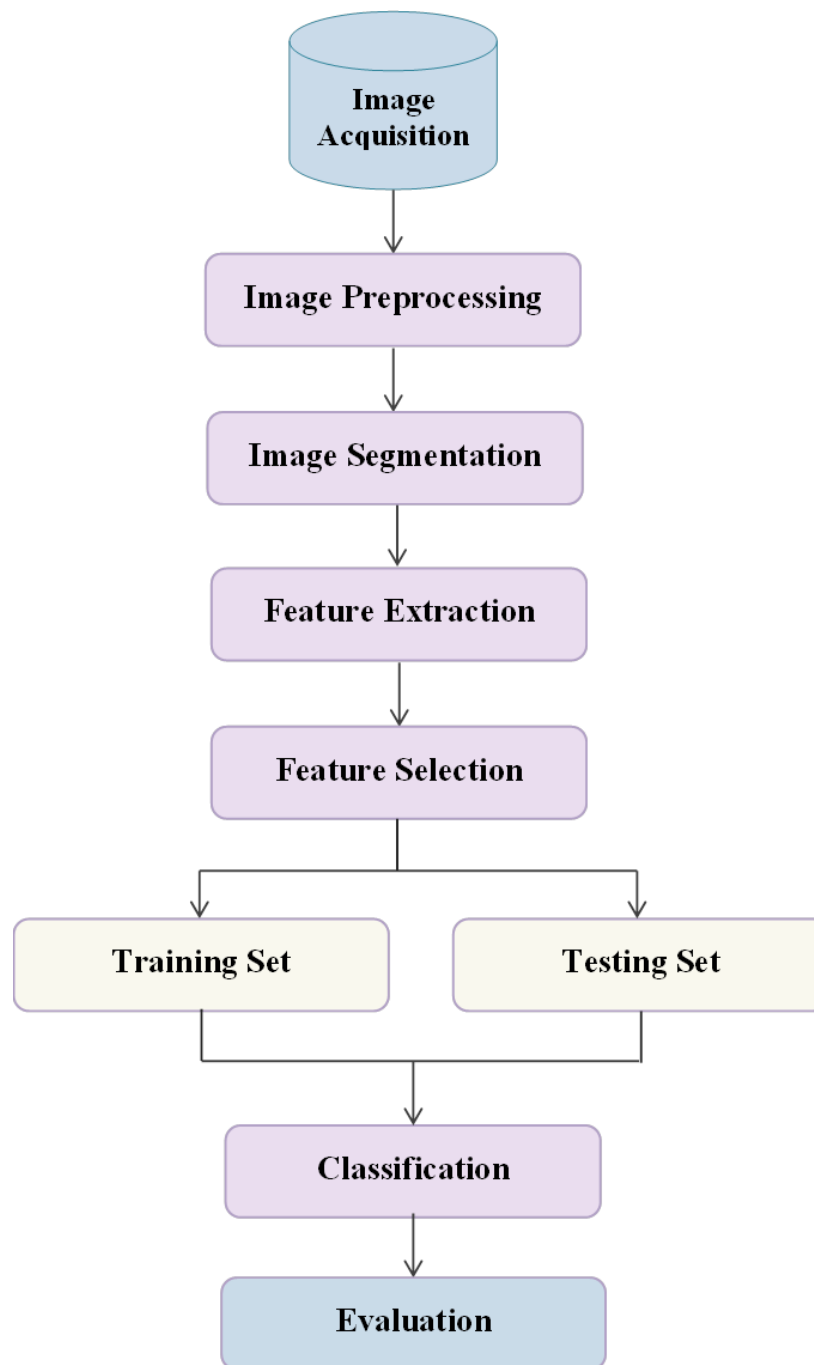 Image
Acquisition
Image Preprocessing
Image Segmentation
Feature Extraction
Feature Selection
Training Set
Testing Set
Classification
Evaluation